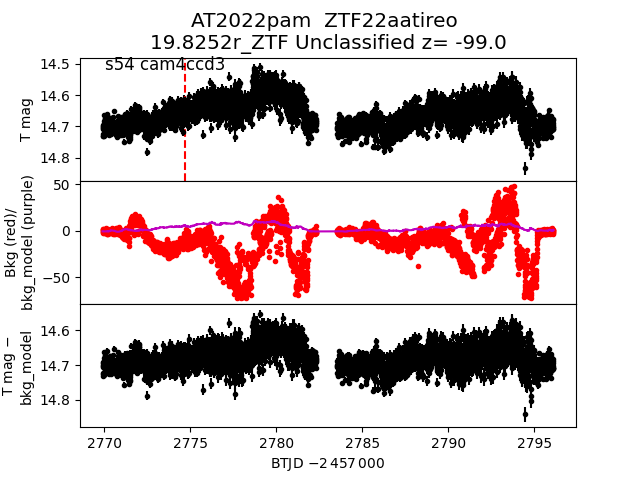 AT2022pam  ZTF22aatireo
19.8252r_ZTF Unclassified z= -99.0
s54 cam4ccd3
14.5
14.6
14.7
14.8
T mag
50
0
−50
Bkg (red)/
bkg_model (purple)
14.6
14.7
14.8
T mag −
bkg_model
2770
2775
2780
2785
2790
2795
BTJD −2 457 000